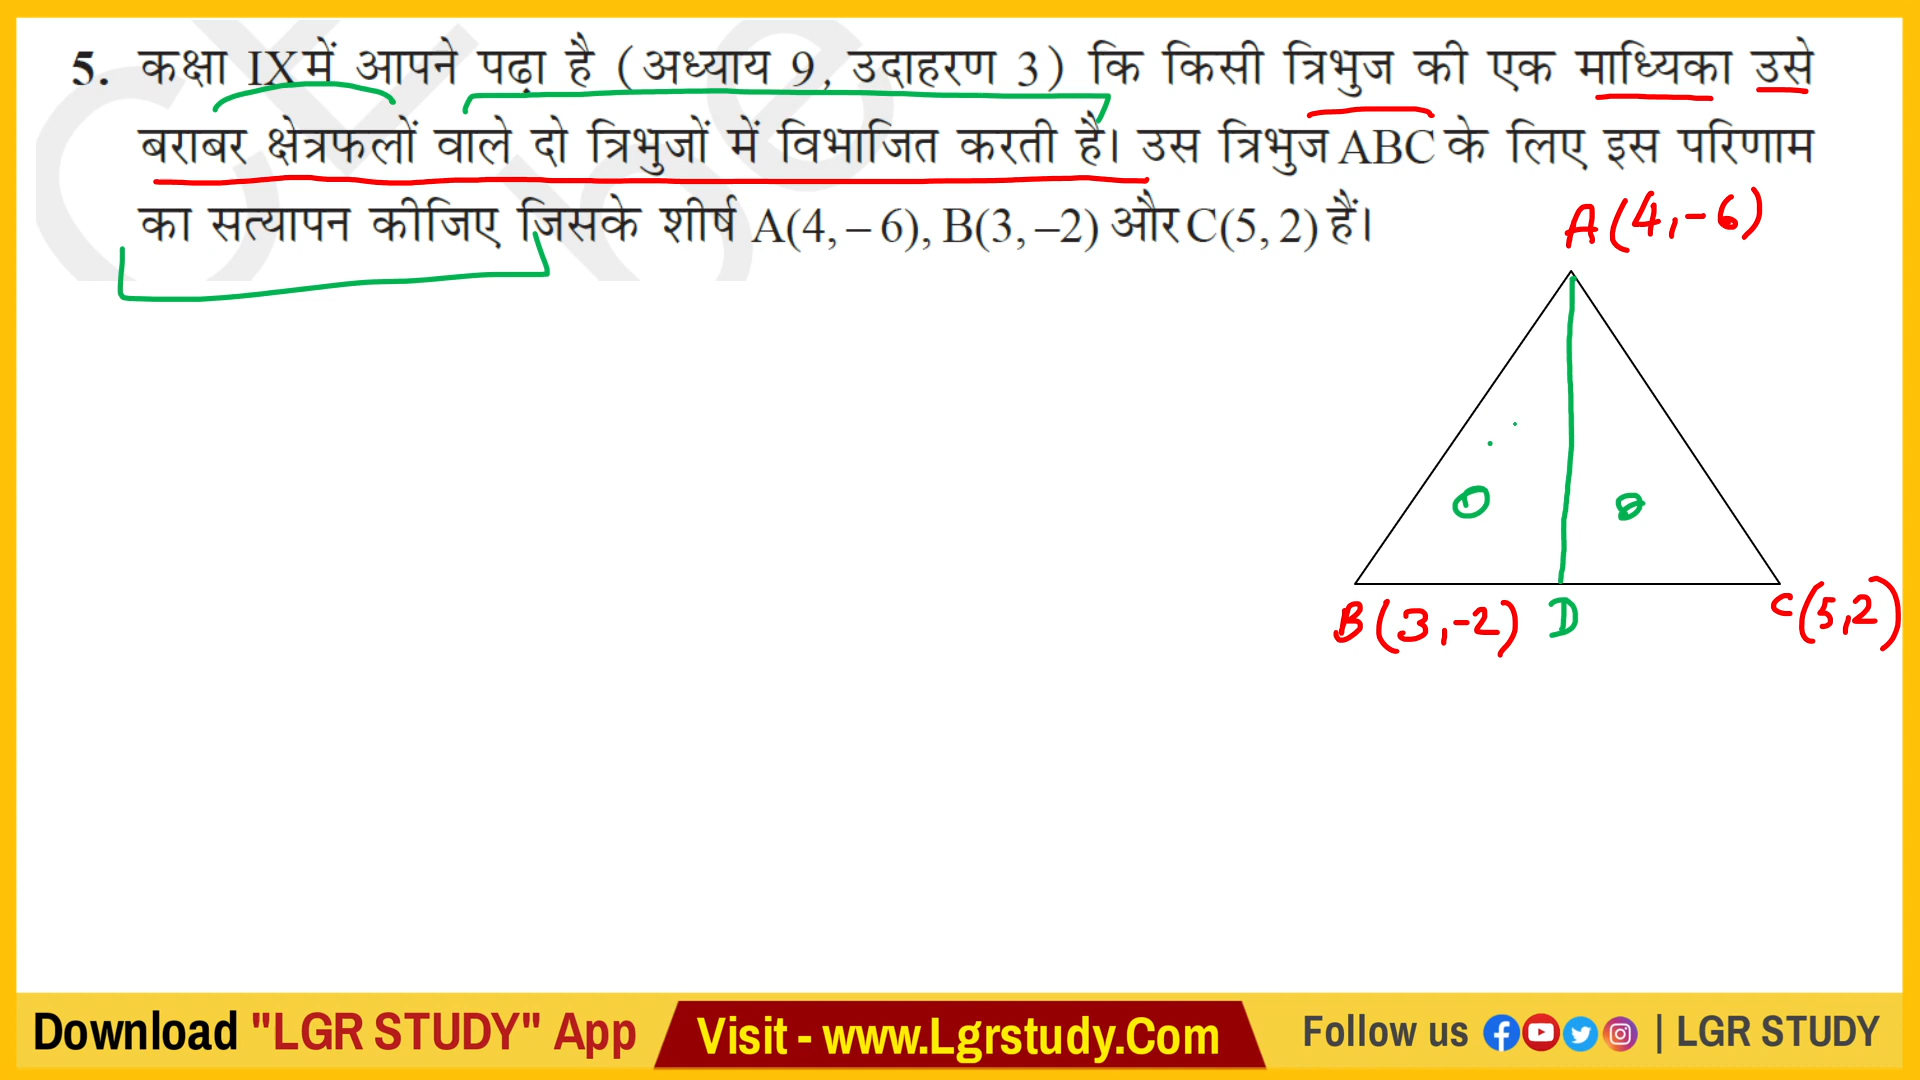 5. कक्षा IX में आपने पढ़ा है (अध्याय 9, उदाहरण 3) कि किसी त्रिभुज की एक माध्यिका उसे
बराबर क्षेत्रफलों वाले दो त्रिभुजों में विभाजित करती है। उस त्रिभुज ABC के लिए इस परिणाम
का सत्यापन कीजिए जिसके शीर्ष A(4, – 6), B(3, –2) और C(5, 2) हैं।
A(4,-6)
B(3,-2) D C(5,2)
Download "LGR STUDY" App Visit - www.Lgrstudy.Com Follow us | LGR STUDY